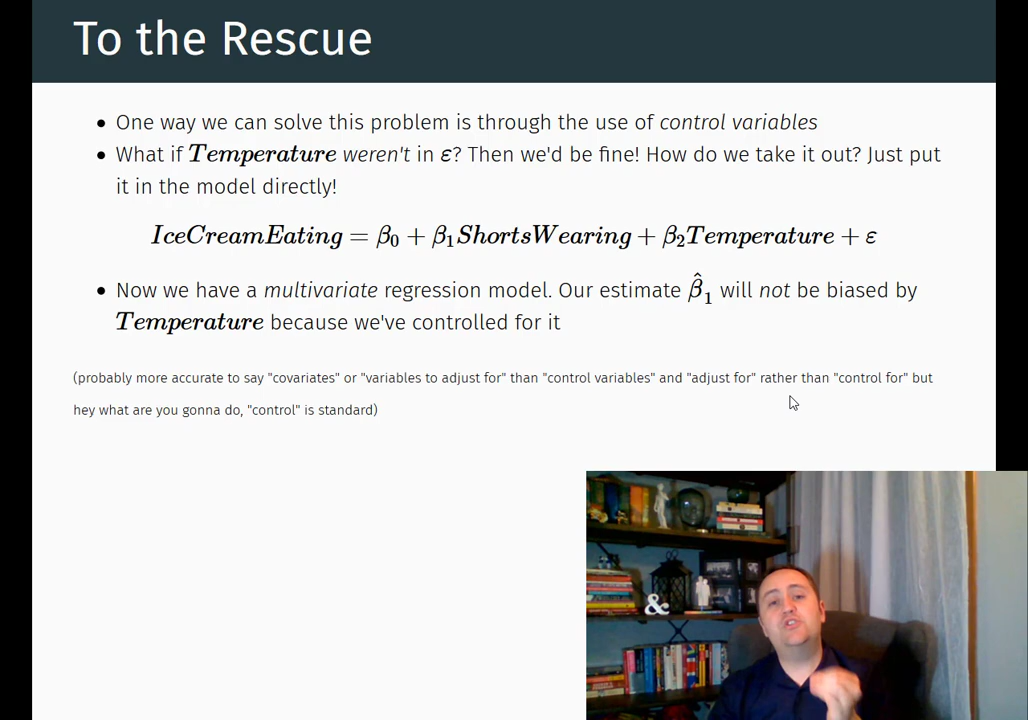 To the Rescue
• One way we can solve this problem is through the use of control variables
• What if Temperature weren't in ε? Then we'd be fine! How do we take it out? Just put
it in the model directly!
IceCreamEating = β₀ + β₁ShortsWearing + β₂Temperature + ε
• Now we have a multivariate regression model. Our estimate β̂₁ will not be biased by
Temperature because we've controlled for it
(probably more accurate to say "covariates" or "variables to adjust for" than "control variables" and "adjust for" rather than "control for" but
hey what are you gonna do, "control" is standard)
&